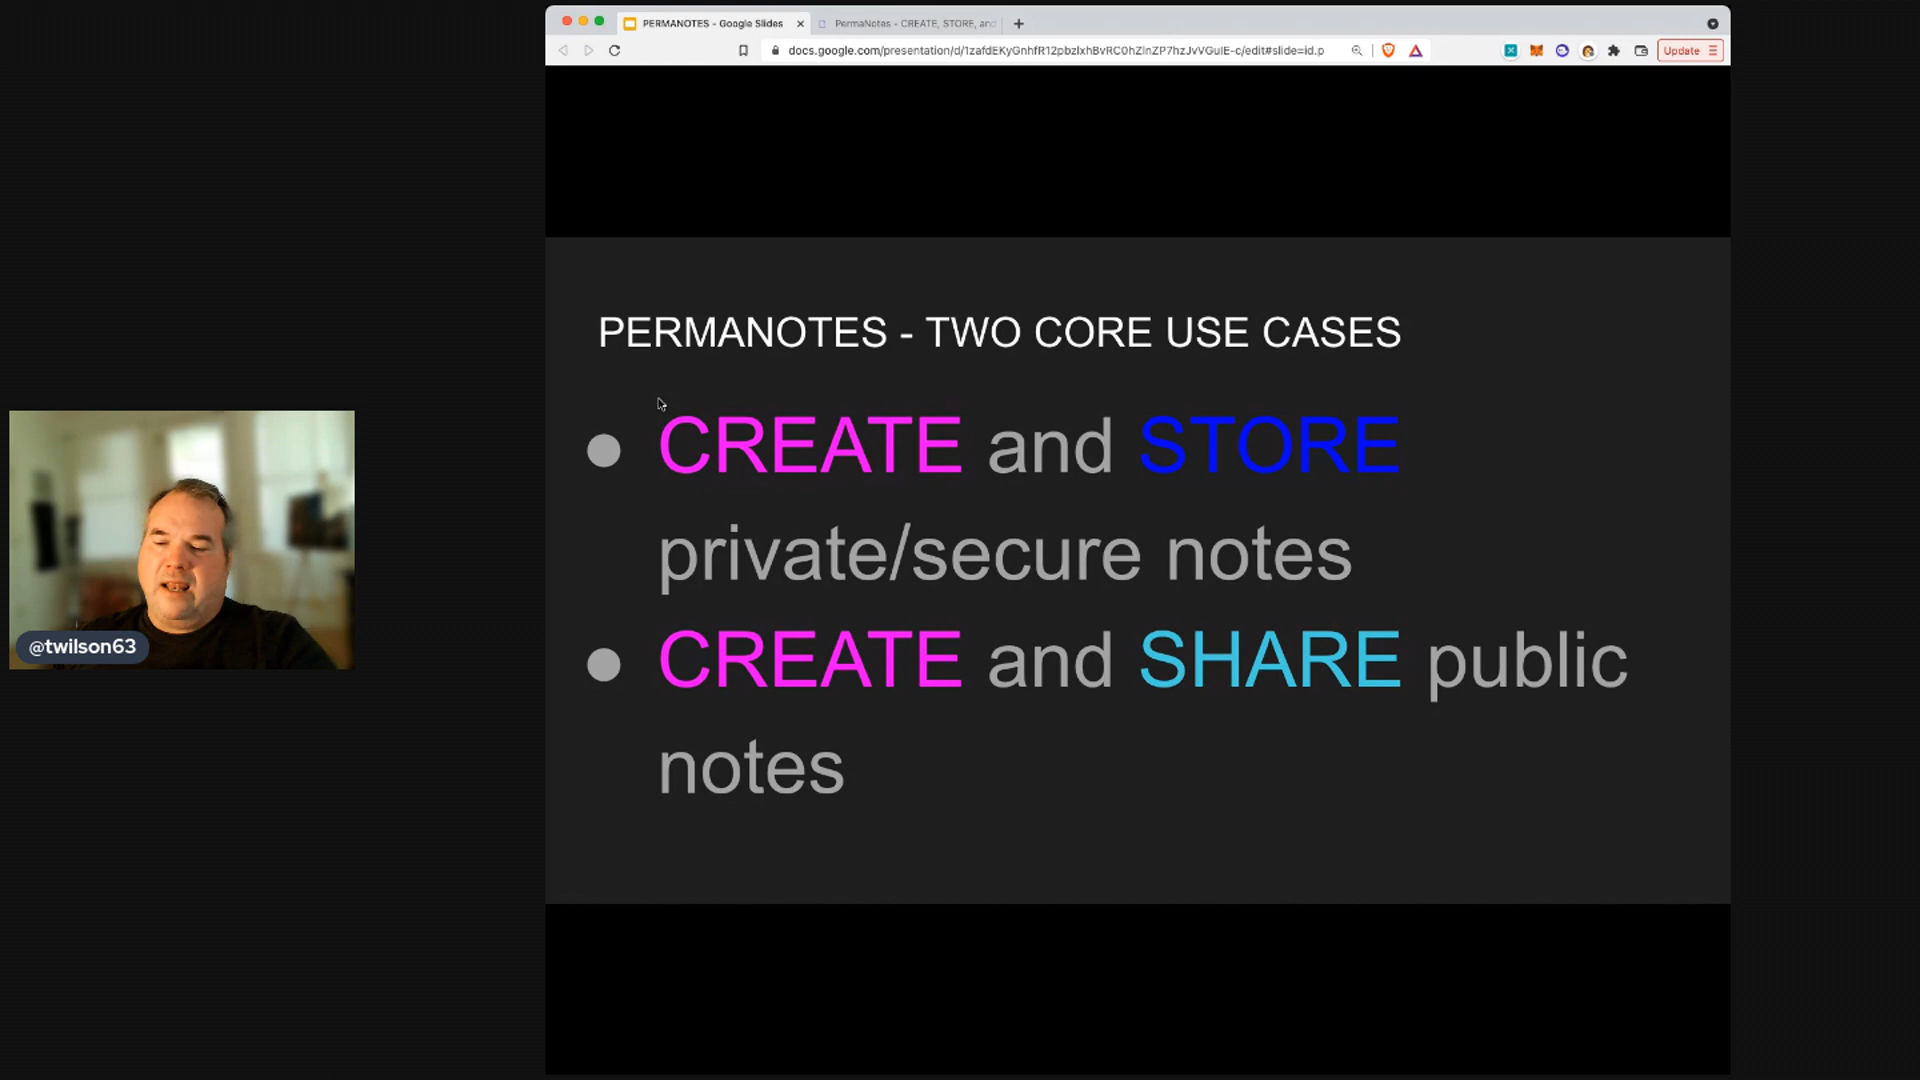 PERMANOTES - Google Slides
PermaNotes - CREATE, STORE, and
docs.google.com/presentation/d/1zafdEKyGnhfR12pbzlxhBvRC0hZlnZP7hzJvVGulE-c/edit#slide=id.p
Update
PERMANOTES - TWO CORE USE CASES
● CREATE and STORE
private/secure notes
● CREATE and SHARE public
notes
@twilson63